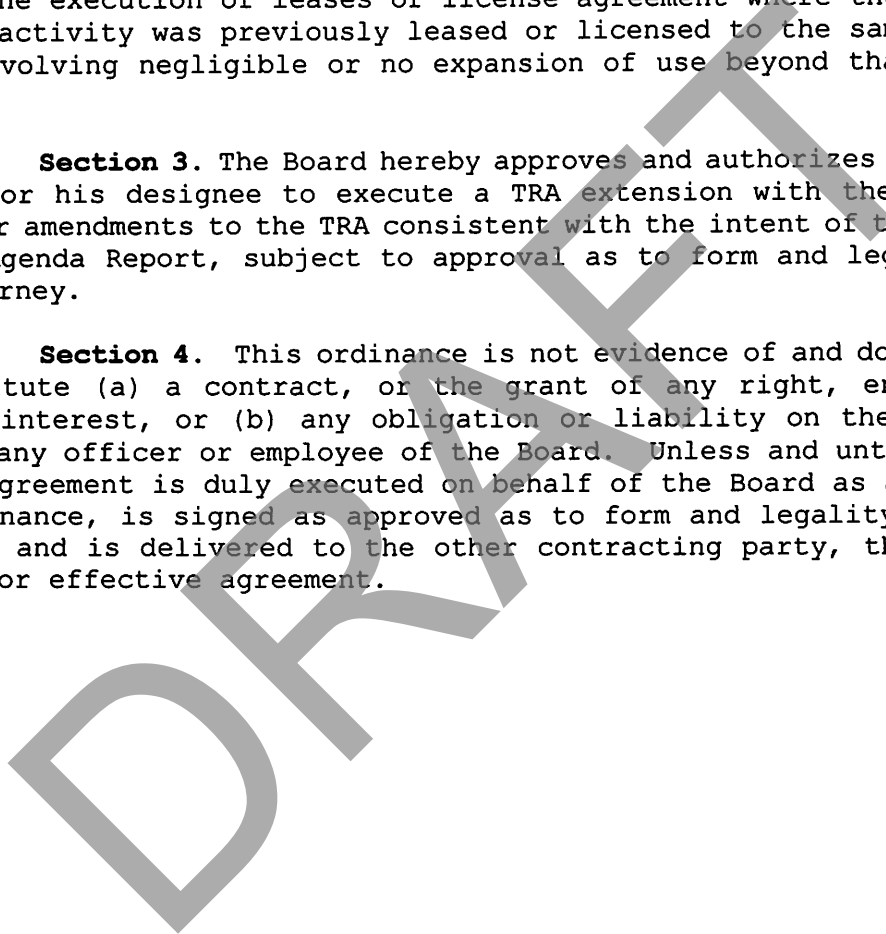 he execution of leases or license agreement where th
activity was previously leased or licensed to the sa
volving negligible or no expansion of use beyond tha
Section 3. The Board hereby approves and authorizes
or his designee to execute a TRA extension with the
r amendments to the TRA consistent with the intent of t
genda Report, subject to approval as to form and leg
rney.
Section 4. This ordinance is not evidence of and do
tute (a) a contract, or the grant of any right, en
interest, or (b) any obligation or liability on the
any officer or employee of the Board. Unless and unt
greement is duly executed on behalf of the Board as
nance, is signed as approved as to form and legality
and is delivered to the other contracting party, th
or effective agreement.
DRAFT